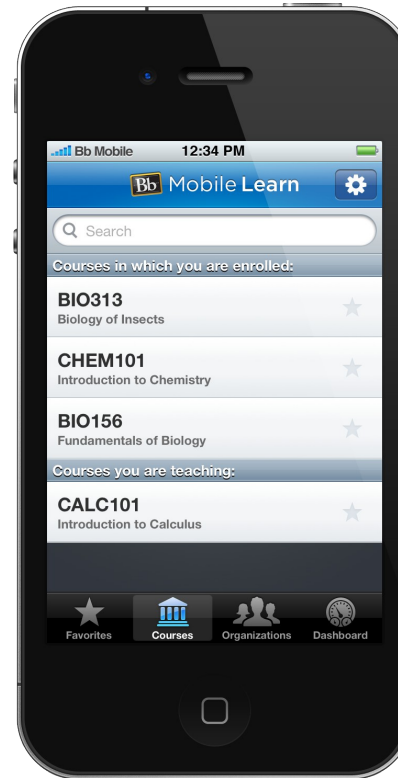 Bb Mobile 12:34 PM
Bb Mobile Learn
Search
Courses in which you are enrolled:
BIO313
Biology of Insects
CHEM101
Introduction to Chemistry
BIO156
Fundamentals of Biology
Courses you are teaching:
CALC101
Introduction to Calculus
Favorites Courses Organizations Dashboard